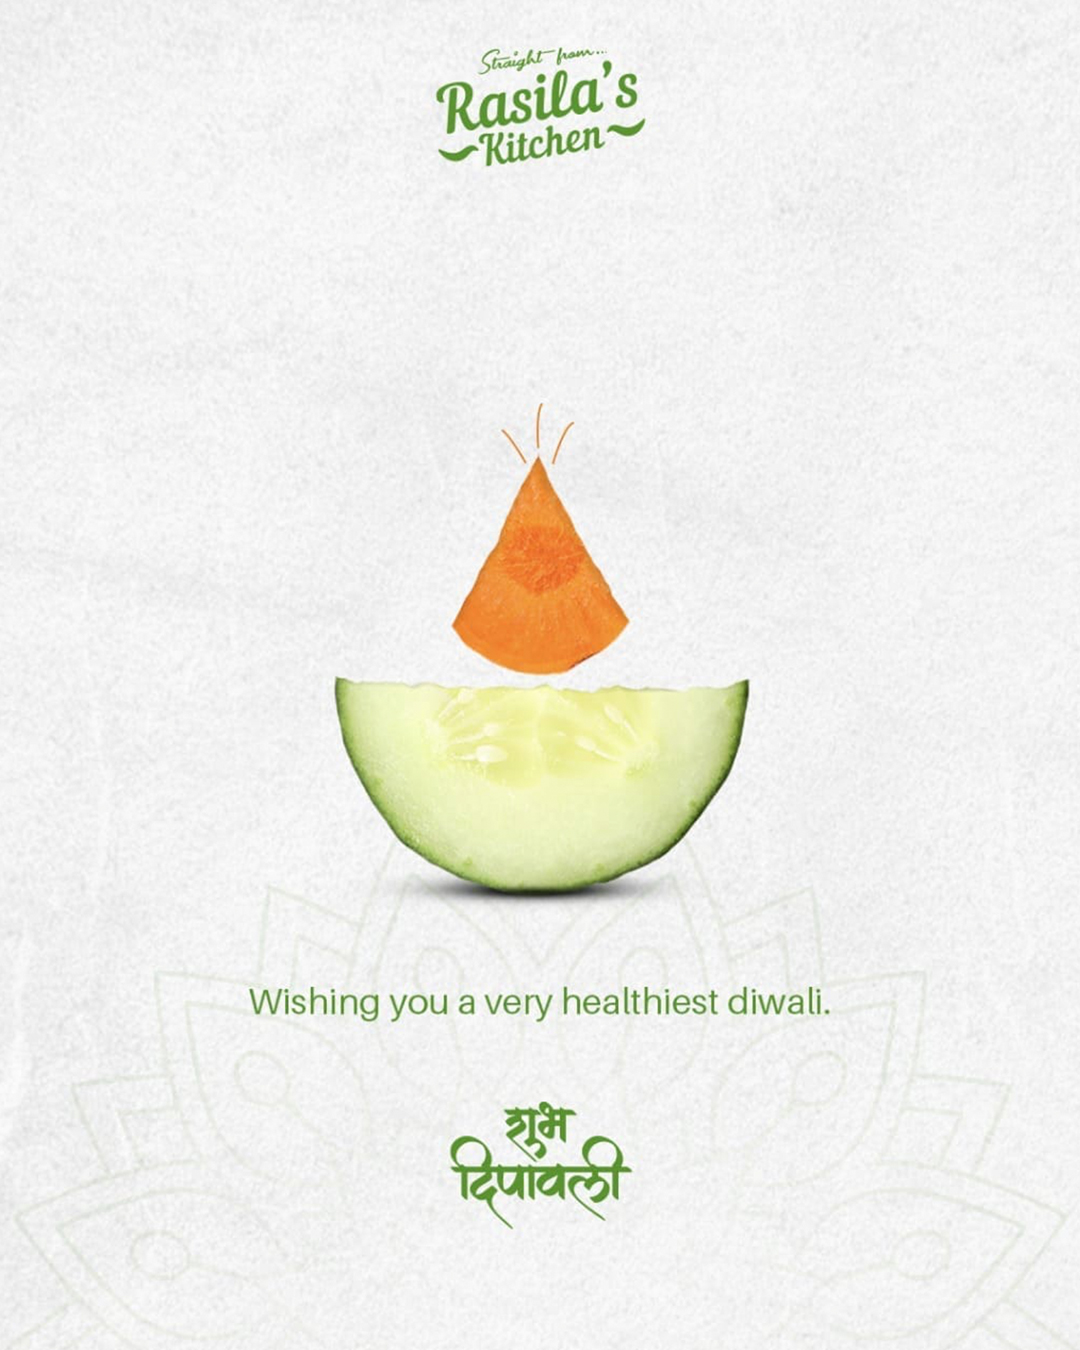 Straight from...
Rasila's
Kitchen
Wishing you a very healthiest diwali.
शुभ
दिपावली